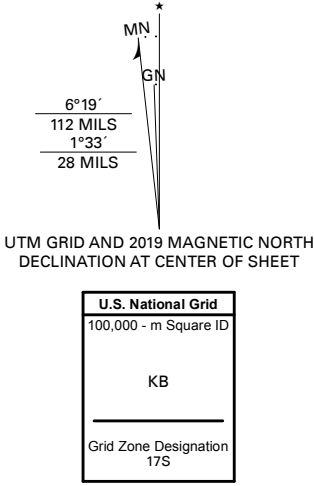 ★
MN
GN
6°19´
112 MILS
1°33´
28 MILS
UTM GRID AND 2019 MAGNETIC NORTH
DECLINATION AT CENTER OF SHEET
U.S. National Grid
100,000 - m Square ID
KB
Grid Zone Designation
17S